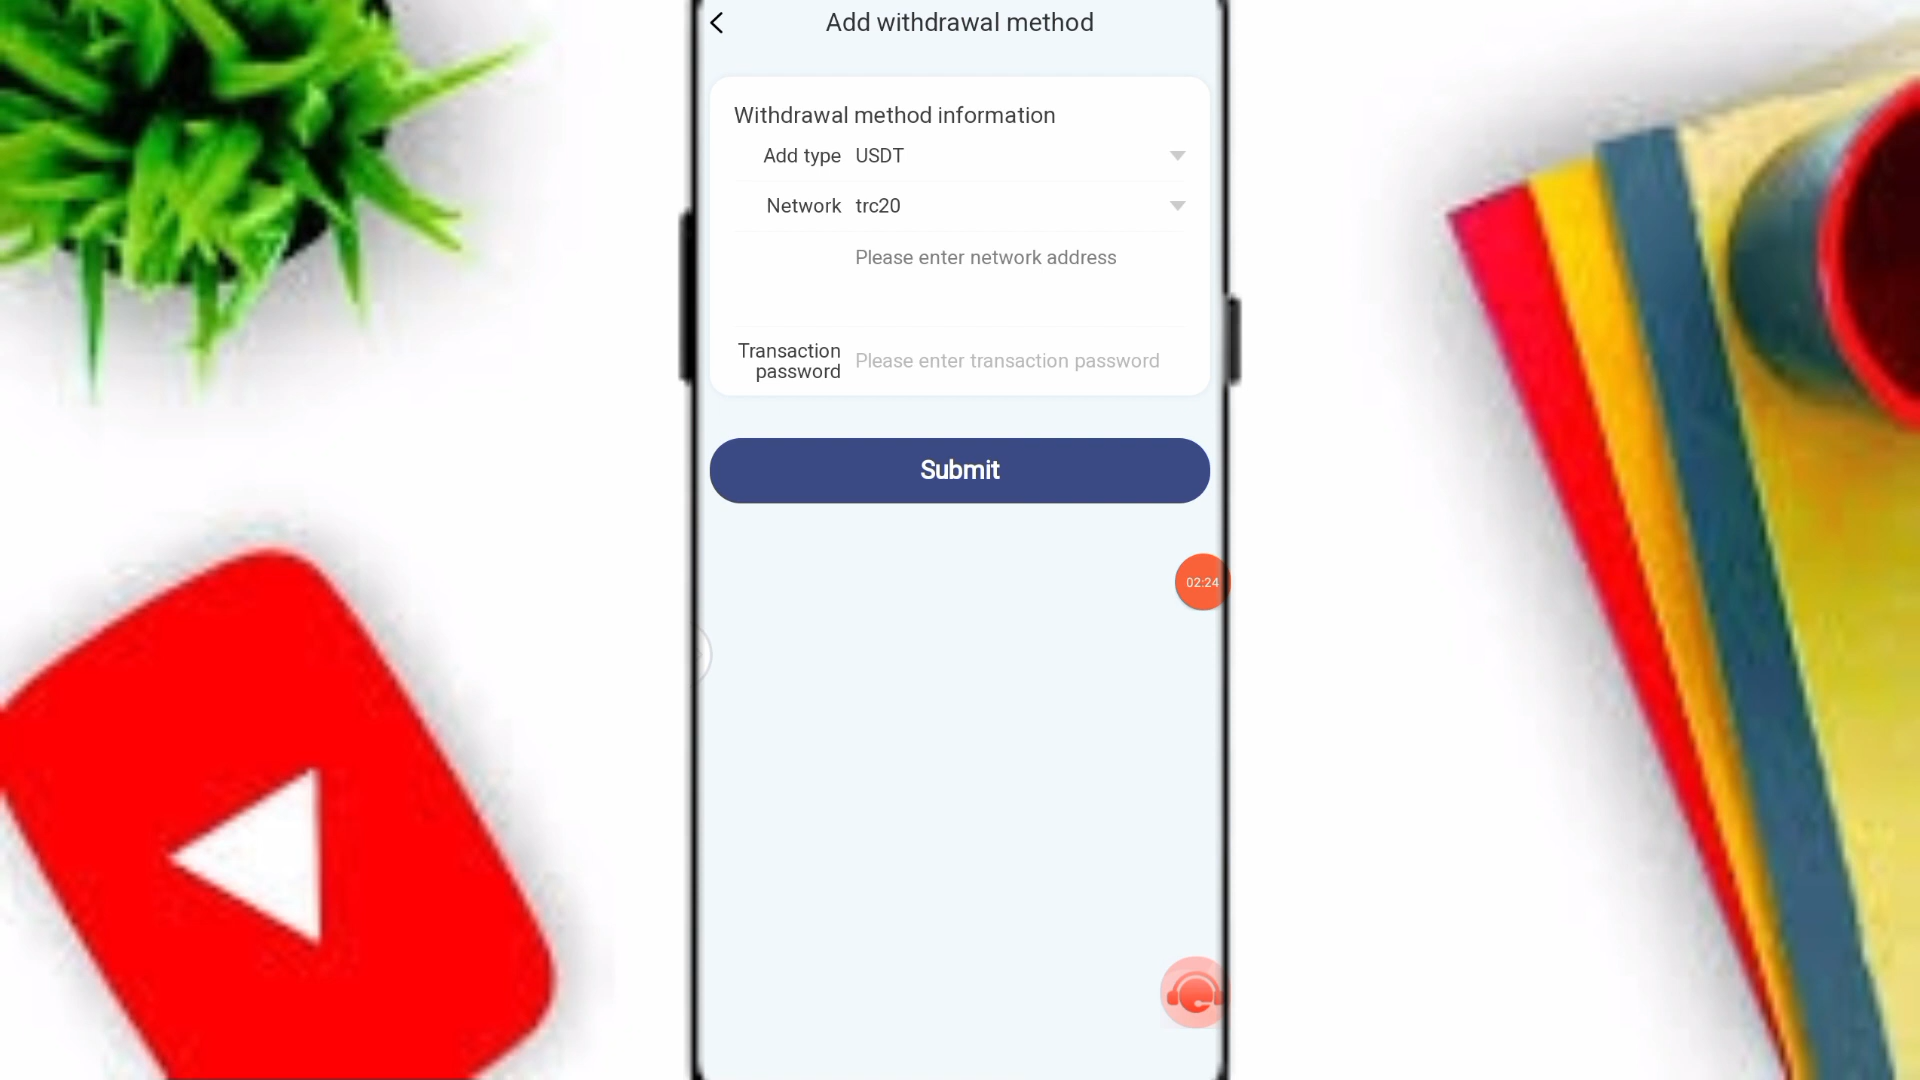 Add withdrawal method
Withdrawal method information
Add type USDT
Network trc20
Please enter network address
Transaction
password
Please enter transaction password
Submit
02:24